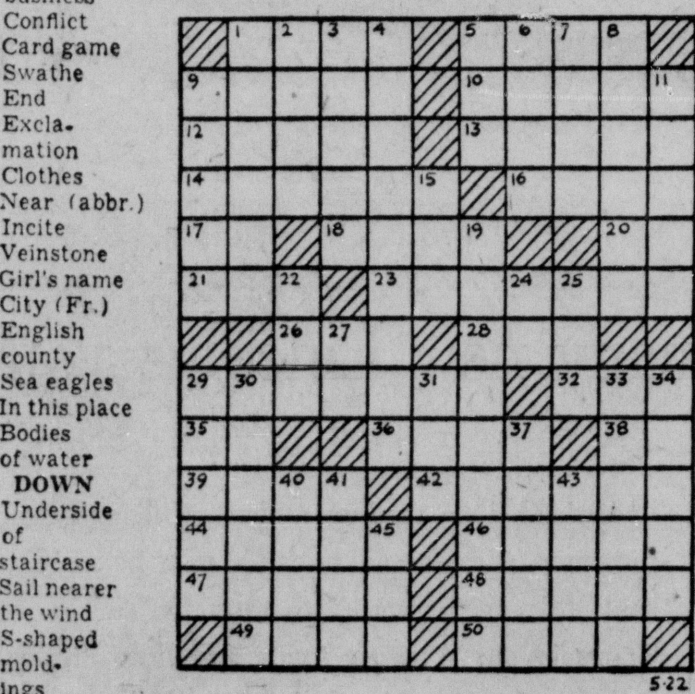 business
Conflict
Card game
Swathe
End
Excla-
mation
Clothes
Near (abbr.)
Incite
Veinstone
Girl's name
City (Fr.)
English
county
Sea eagles
In this place
Bodies
of water
DOWN
Underside
of
staircase
Sail nearer
the wind
S-shaped
mold-
ings
1 2 3 4 5 6 7 8
9 10 11
12 13
14 15 16
17 18 19 20
21 22 23 24 25
26 27 28
29 30 31 32 33 34
35 36 37 38
39 40 41 42 43
44 45 46
47 48
49 50
5-22